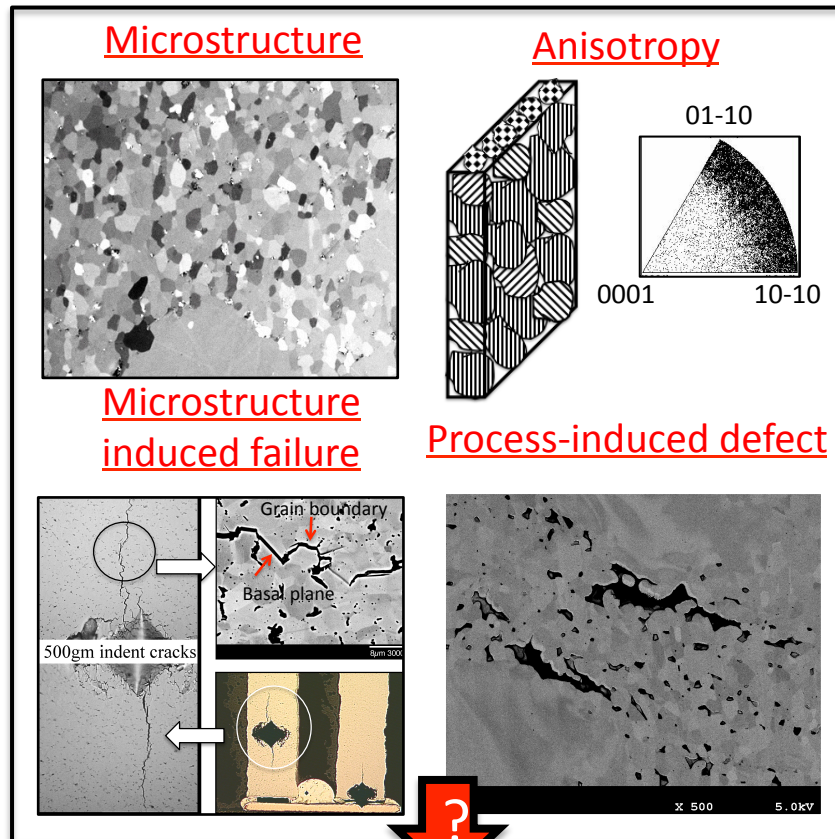 Microstructure
Anisotropy
01-10
0001
10-10
Microstructure
induced failure
Process-induced defect
Grain boundary
Basal plane
500gm indent cracks
8µm 3000
X 500 5.0kV
?